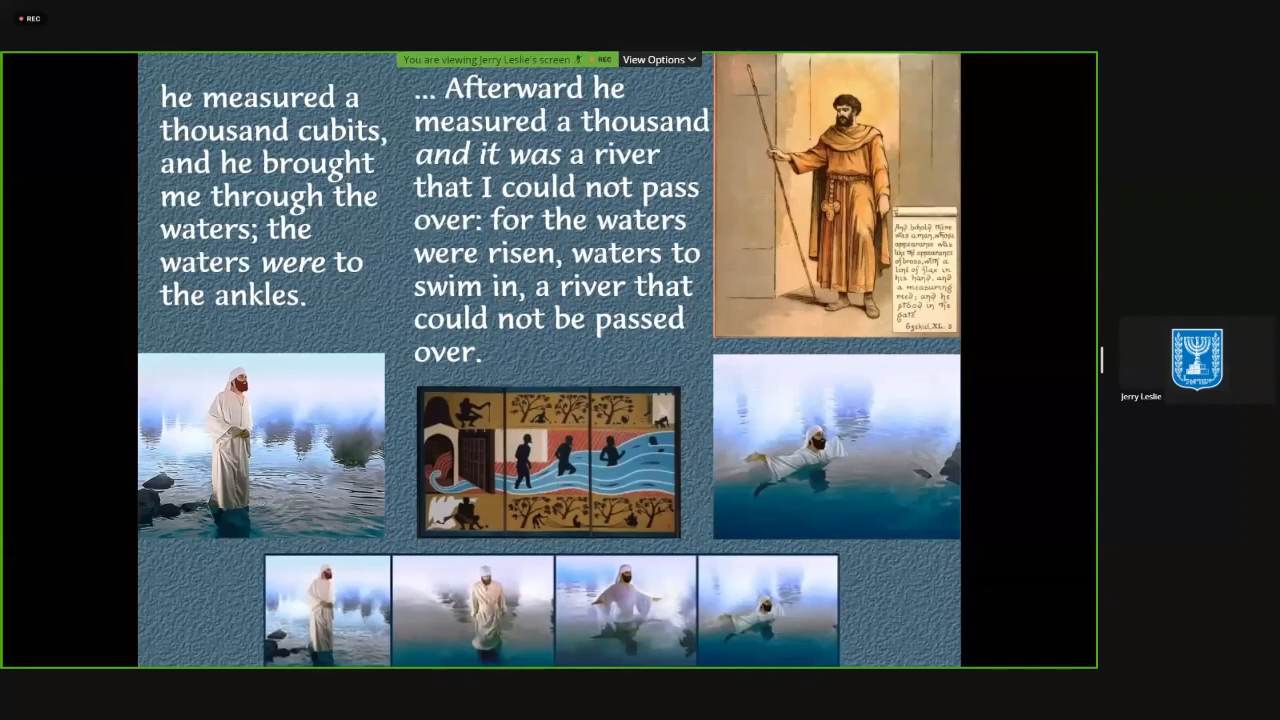 REC
You are viewing Jerry Leslie's screen
REC
View Options
he measured a
thousand cubits,
and he brought
me through the
waters; the
waters were to
the ankles.
... Afterward he
measured a thousand
and it was a river
that I could not pass
over: for the waters
were risen, waters to
swim in, a river that
could not be passed
over.
And behold there
was a man, whose
appearance was
like the appearance
of brass, with a
line of flax in
his hand, and
a measuring
reed; and he
stood in the
gate
Ezekiel, XL. 3
Jerry Leslie